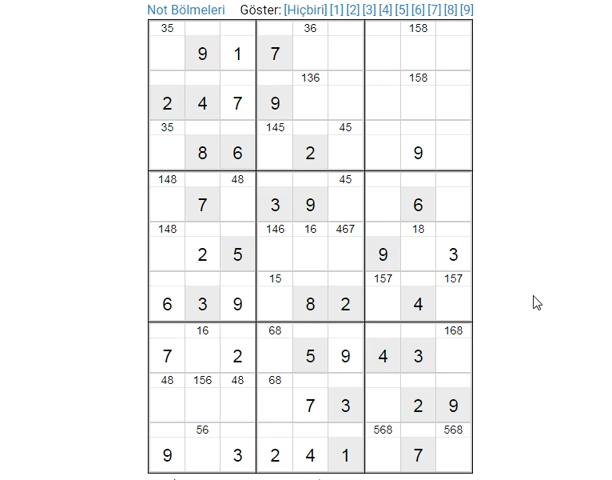 Not Bölmeleri Göster: [Hiçbiri] [1] [2] [3] [4] [5] [6] [7] [8] [9]
35 36 158
9 1 7
136 158
2 4 7 9
35 145 45
8 6 2 9
148 48 45
7 3 9 6
148 146 16 467 18
2 5 9 3
15 157 157
6 3 9 8 2 4
16 68 168
7 2 5 9 4 3
48 156 48 68
7 3 2 9
56 568 568
9 3 2 4 1 7